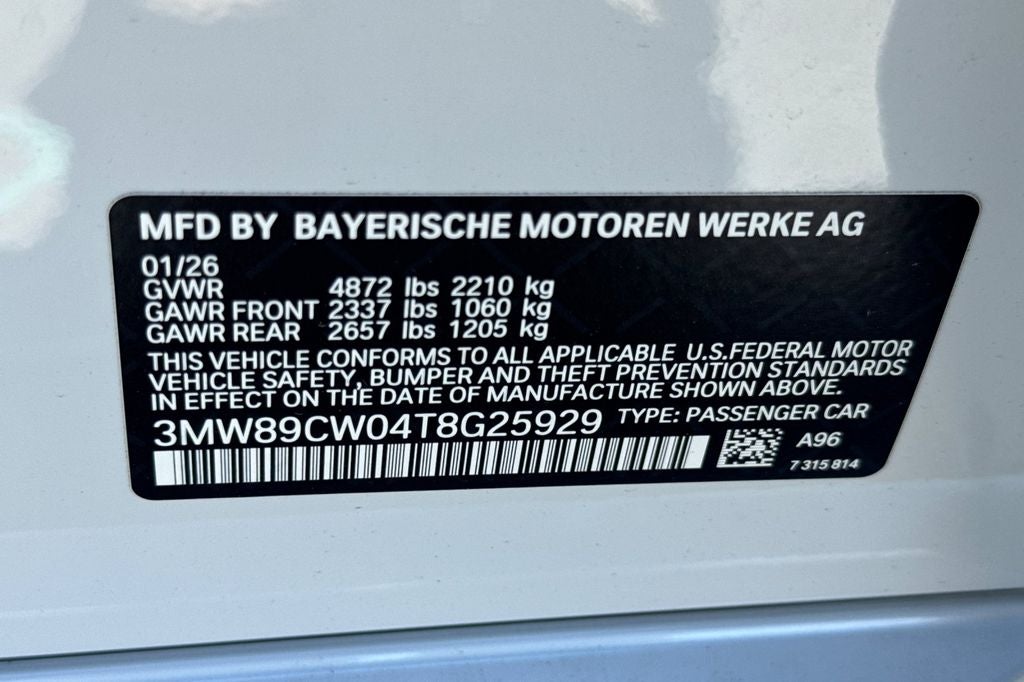 MFD BY BAYERISCHE MOTOREN WERKE AG
01/26
GVWR 4872 lbs 2210 kg
GAWR FRONT 2337 lbs 1060 kg
GAWR REAR 2657 lbs 1205 kg
THIS VEHICLE CONFORMS TO ALL APPLICABLE U.S.FEDERAL MOTOR
VEHICLE SAFETY, BUMPER AND THEFT PREVENTION STANDARDS
IN EFFECT ON THE DATE OF MANUFACTURE SHOWN ABOVE.
3MW89CW04T8G25929 TYPE: PASSENGER CAR
A96
7 315 814